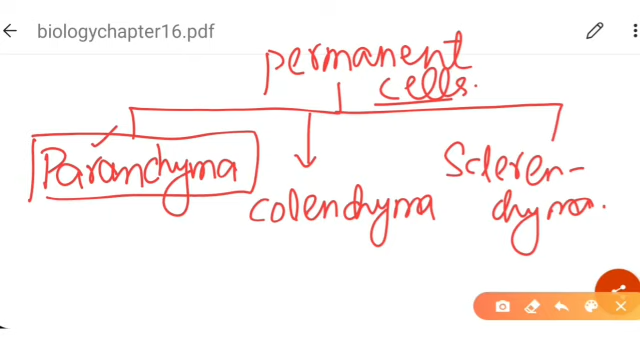 biologychapter16.pdf
permanent
cells.
Paranchyma
colenchyma
Scleren-
chyma.